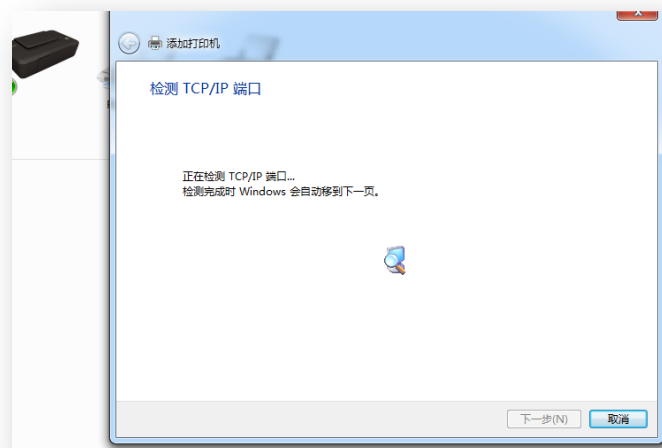 添加打印机
检测 TCP/IP 端口
正在检测 TCP/IP 端口...
检测完成时 Windows 会自动移到下一页。
下一步(N)
取消